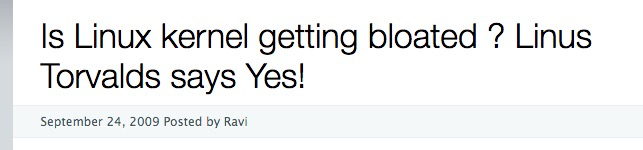 Is Linux kernel getting bloated ? Linus
Torvalds says Yes!
September 24, 2009 Posted by Ravi